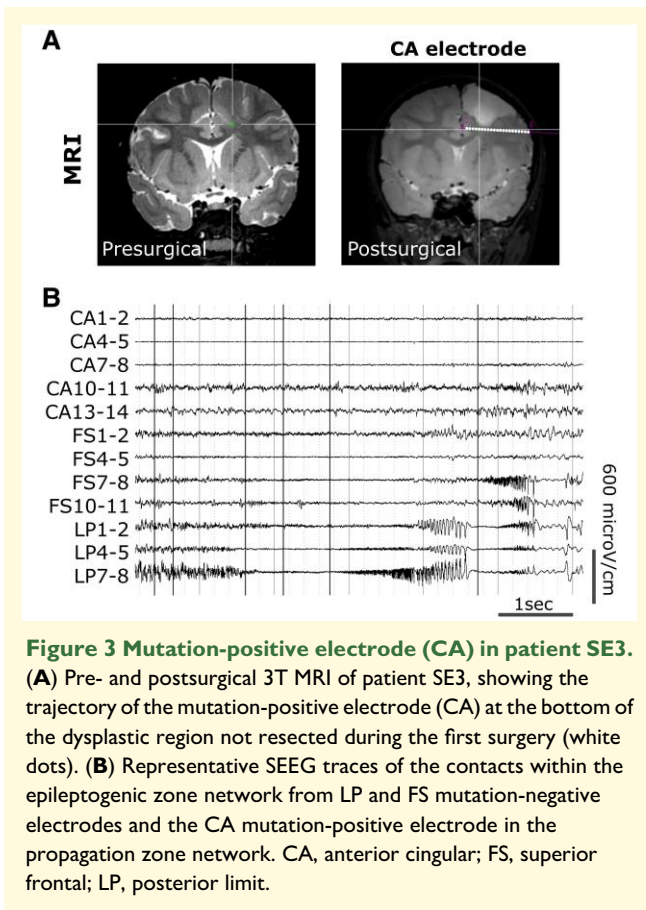 A
CA electrode
MRI
Presurgical
Postsurgical
B
CA1-2
CA4-5
CA7-8
CA10-11
CA13-14
FS1-2
FS4-5
FS7-8
FS10-11
LP1-2
LP4-5
LP7-8
600 microV/cm
1sec
Figure 3 Mutation-positive electrode (CA) in patient SE3.
(A) Pre- and postsurgical 3T MRI of patient SE3, showing the
trajectory of the mutation-positive electrode (CA) at the bottom of
the dysplastic region not resected during the first surgery (white
dots). (B) Representative SEEG traces of the contacts within the
epileptogenic zone network from LP and FS mutation-negative
electrodes and the CA mutation-positive electrode in the
propagation zone network. CA, anterior cingular; FS, superior
frontal; LP, posterior limit.